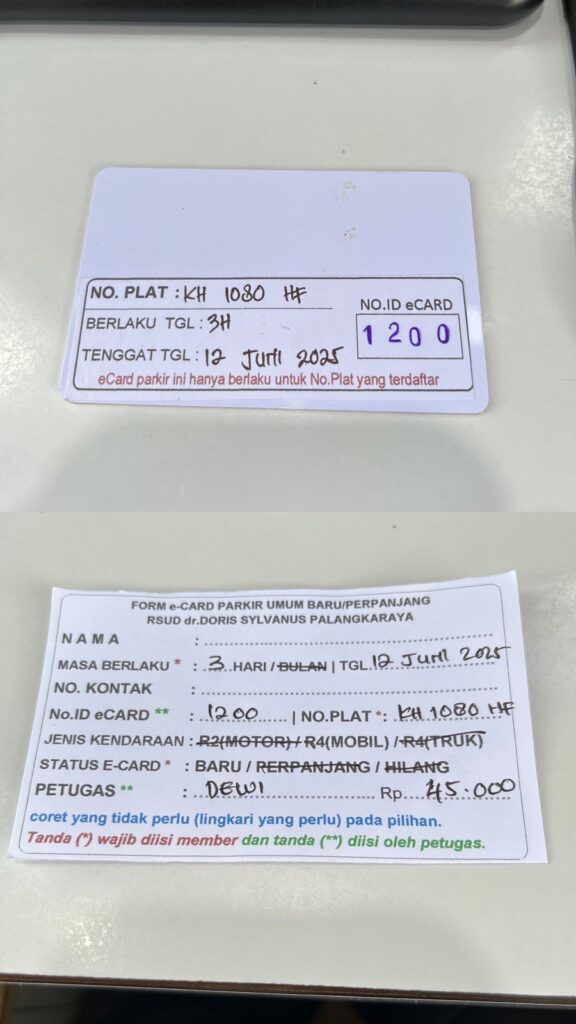 NO. PLAT : KH 1080 HF
BERLAKU TGL : 3H
TENGGAT TGL : 12 Juni 2025
NO.ID eCARD
1200
eCard parkir ini hanya berlaku untuk No.Plat yang terdaftar
FORM e-CARD PARKIR UMUM BARU/PERPANJANG
RSUD dr.DORIS SYLVANUS PALANGKARAYA
NAMA :
MASA BERLAKU * : 3 HARI / BULAN | TGL 12 Juni 2025
NO. KONTAK :
No.ID eCARD ** : 1200 | NO.PLAT *: KH 1080 HF
JENIS KENDARAAN : R2(MOTOR) / R4(MOBIL) / R4(TRUK)
STATUS E-CARD * : BARU / PERPANJANG / HILANG
PETUGAS ** : DEWI Rp 45.000
coret yang tidak perlu (lingkari yang perlu) pada pilihan.
Tanda (*) wajib diisi member dan tanda (**) diisi oleh petugas.